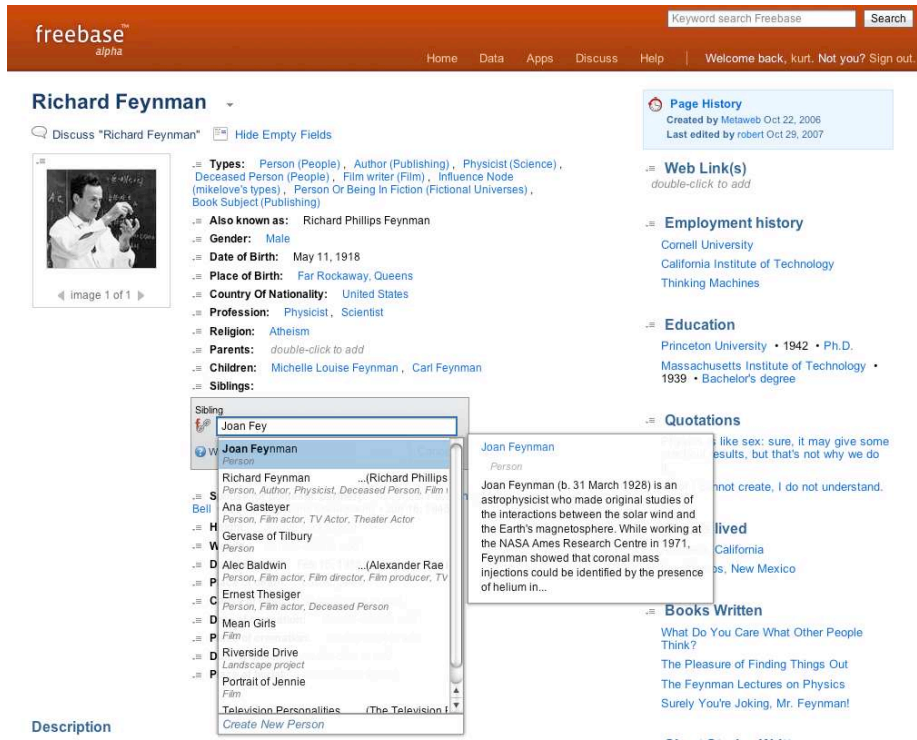 freebase™
alpha
Keyword search Freebase Search
Home Data Apps Discuss Help | Welcome back, kurt. Not you? Sign out.
Richard Feynman
Discuss "Richard Feynman" Hide Empty Fields
image 1 of 1
Types: Person (People) , Author (Publishing) , Physicist (Science) ,
Deceased Person (People) , Film writer (Film) , Influence Node
(mikelove's types) , Person Or Being In Fiction (Fictional Universes) ,
Book Subject (Publishing)
Also known as: Richard Phillips Feynman
Gender: Male
Date of Birth: May 11, 1918
Place of Birth: Far Rockaway, Queens
Country Of Nationality: United States
Profession: Physicist , Scientist
Religion: Atheism
Parents: double-click to add
Children: Michelle Louise Feynman , Carl Feynman
Siblings:
Sibling
Joan Fey
Joan Feynman
Person
Richard Feynman ...(Richard Phillips
Person, Author, Physicist, Deceased Person, Film
Ana Gasteyer
Person, Film actor, TV Actor, Theater Actor
Gervase of Tilbury
Person
Alec Baldwin ...(Alexander Rae
Person, Film actor, Film director, Film producer, TV
Ernest Thesiger
Person, Film actor, Deceased Person
Mean Girls
Film
Riverside Drive
Landscape project
Portrait of Jennie
Film
Television Personalities (The Television
Create New Person
Bell
Joan Feynman
Person
Joan Feynman (b. 31 March 1928) is an
astrophysicist who made original studies of
the interactions between the solar wind and
the Earth's magnetosphere. While working at
the NASA Ames Research Centre in 1971,
Feynman showed that coronal mass
injections could be identified by the presence
of helium in...
Description
Page History
Created by Metaweb Oct 22, 2006
Last edited by robert Oct 29, 2007
Web Link(s)
double-click to add
Employment history
Cornell University
California Institute of Technology
Thinking Machines
Education
Princeton University • 1942 • Ph.D.
Massachusetts Institute of Technology •
1939 • Bachelor's degree
Quotations
like sex: sure, it may give some
results, but that's not why we do
create, I do not understand.
lived
California
New Mexico
Books Written
What Do You Care What Other People
Think?
The Pleasure of Finding Things Out
The Feynman Lectures on Physics
Surely You're Joking, Mr. Feynman!